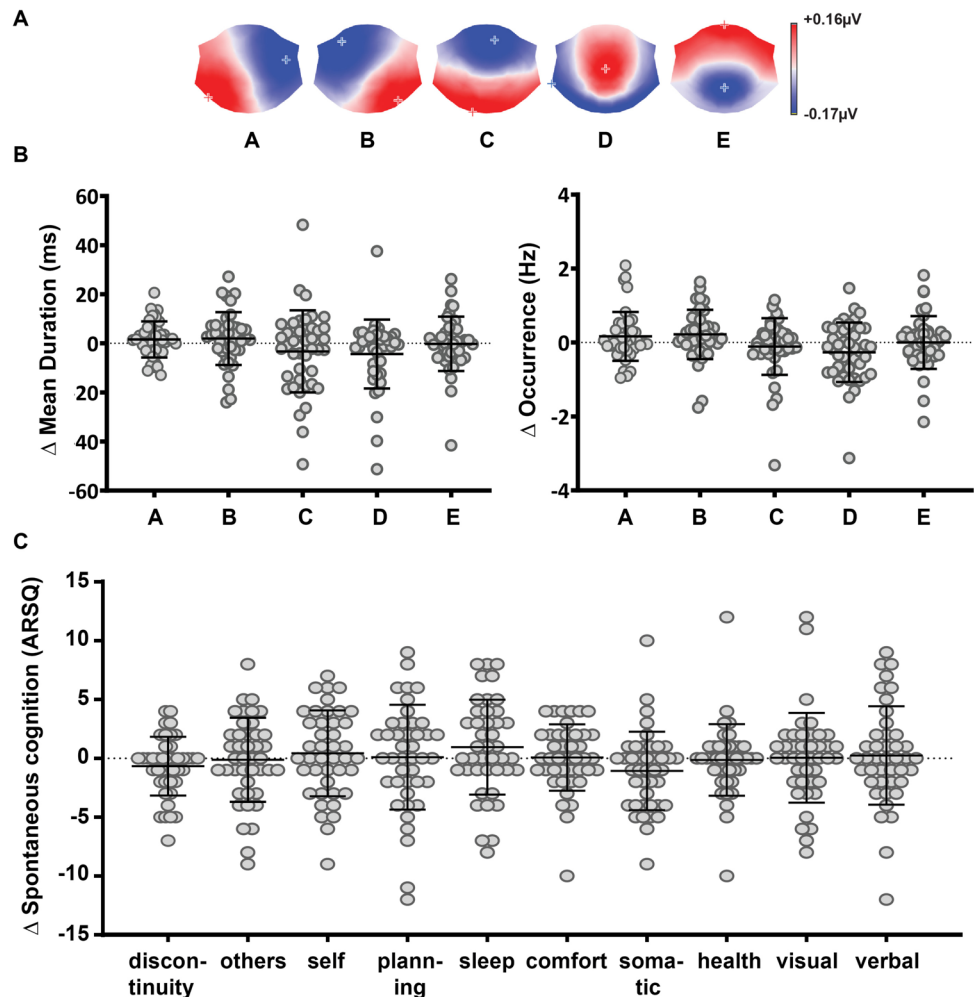 A
+0.16µV
-0.17µV
A B C D E
B
Δ Mean Duration (ms)
60
40
20
0
20
40
-60
A B C D E
Δ Occurrence (Hz)
4
2
0
-2
-4
A B C D E
C
Δ Spontaneous cognition (ARSQ)
15
10
5
0
-5
-10
-15
discon- others self plann- sleep comfort soma- health visual verbal
tinuity ing tic